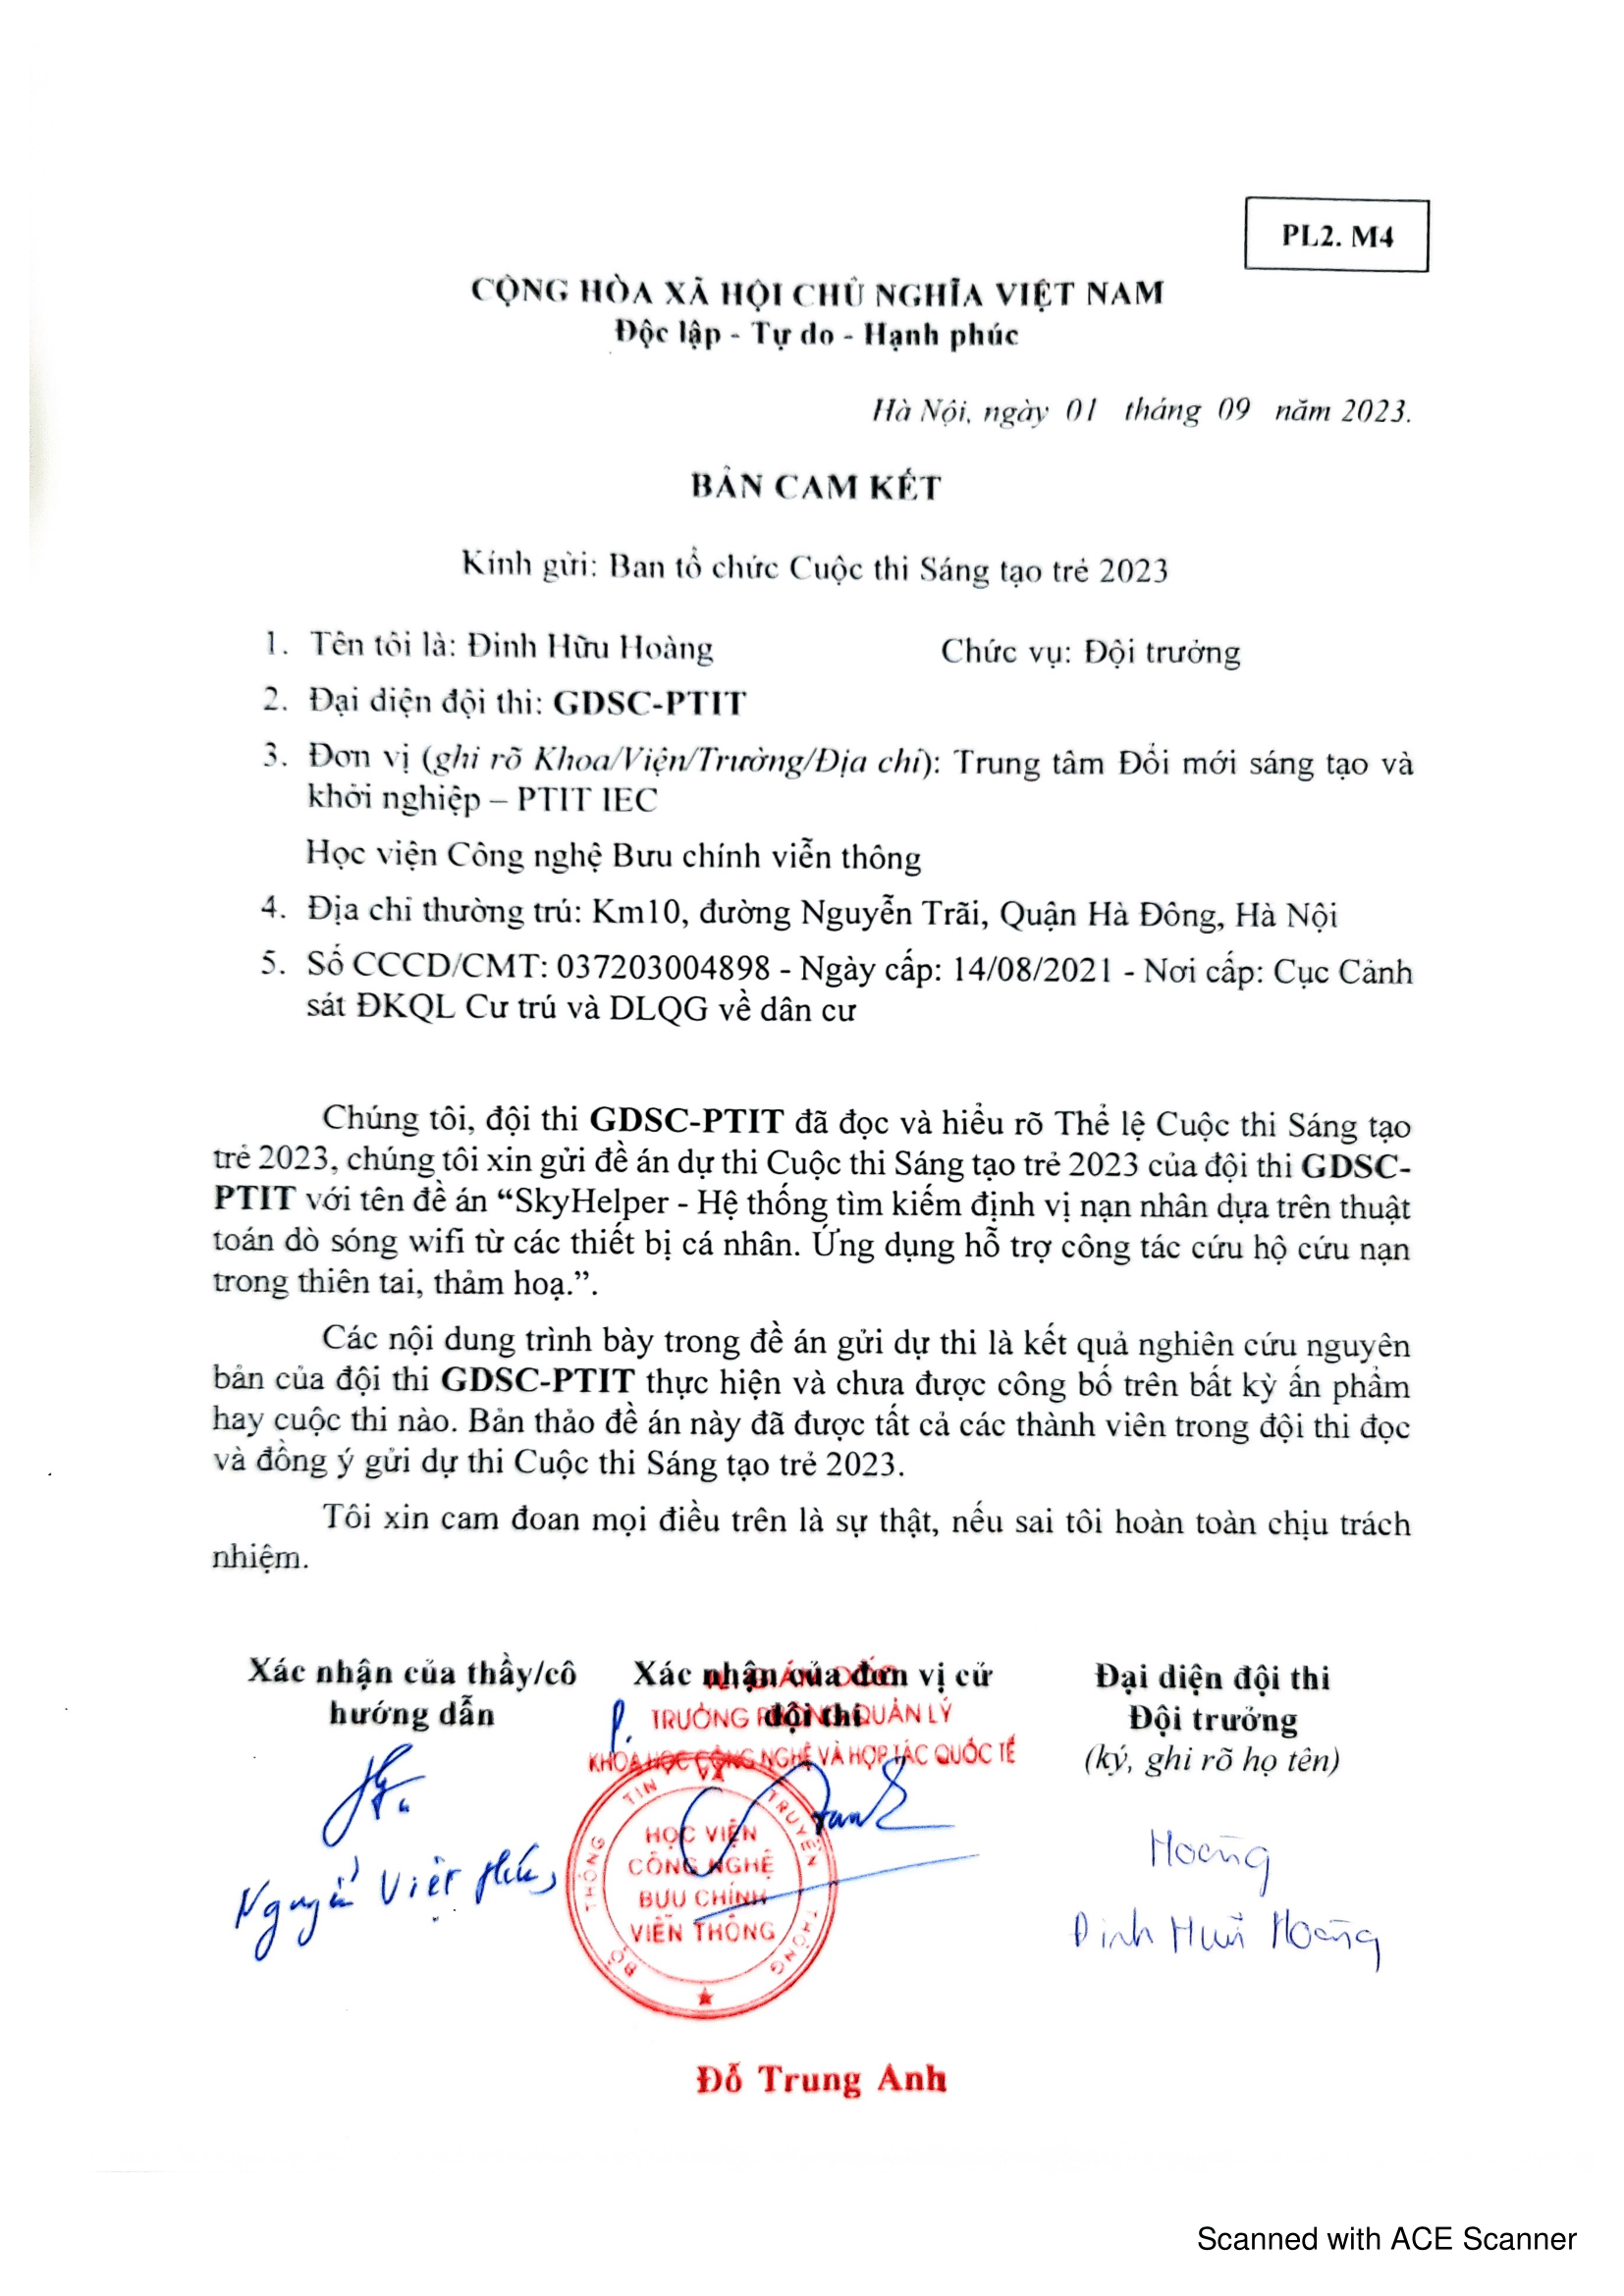 PL2. M4
CỘNG HÒA XÃ HỘI CHỦ NGHĨA VIỆT NAM
Độc lập - Tự do - Hạnh phúc
Hà Nội, ngày 01 tháng 09 năm 2023.
BẢN CAM KẾT
Kính gửi: Ban tổ chức Cuộc thi Sáng tạo trẻ 2023
1. Tên tôi là: Đinh Hữu Hoàng Chức vụ: Đội trưởng
2. Đại diện đội thi: GDSC-PTIT
3. Đơn vị (ghi rõ Khoa/Viện/Trường/Địa chỉ): Trung tâm Đổi mới sáng tạo và
khởi nghiệp – PTIT IEC
Học viện Công nghệ Bưu chính viễn thông
4. Địa chỉ thường trú: Km10, đường Nguyễn Trãi, Quận Hà Đông, Hà Nội
5. Số CCCD/CMT: 037203004898 - Ngày cấp: 14/08/2021 - Nơi cấp: Cục Cảnh
sát ĐKQL Cư trú và DLQG về dân cư
Chúng tôi, đội thi GDSC-PTIT đã đọc và hiểu rõ Thể lệ Cuộc thi Sáng tạo
trẻ 2023, chúng tôi xin gửi đề án dự thi Cuộc thi Sáng tạo trẻ 2023 của đội thi GDSC-
PTIT với tên đề án “SkyHelper - Hệ thống tìm kiếm định vị nạn nhân dựa trên thuật
toán dò sóng wifi từ các thiết bị cá nhân. Ứng dụng hỗ trợ công tác cứu hộ cứu nạn
trong thiên tai, thảm hoạ.”.
Các nội dung trình bày trong đề án gửi dự thi là kết quả nghiên cứu nguyên
bản của đội thi GDSC-PTIT thực hiện và chưa được công bố trên bất kỳ ấn phẩm
hay cuộc thi nào. Bản thảo đề án này đã được tất cả các thành viên trong đội thi đọc
và đồng ý gửi dự thi Cuộc thi Sáng tạo trẻ 2023.
Tôi xin cam đoan mọi điều trên là sự thật, nếu sai tôi hoàn toàn chịu trách
nhiệm.
Xác nhận của thầy/cô
hướng dẫn
Xác nhận của đơn vị cử
đội thi
TRƯỞNG PHÒNG QUẢN LÝ
KHOA HỌC CÔNG NGHỆ VÀ HỢP TÁC QUỐC TẾ
BỘ THÔNG TIN VÀ TRUYỀN THÔNG
HỌC VIỆN
CÔNG NGHỆ
BƯU CHÍNH
VIỄN THÔNG
Đại diện đội thi
Đội trưởng
(ký, ghi rõ họ tên)
Nguyễn Việt
Hoàng
Đinh Hữu Hoàng
Đỗ Trung Anh
Scanned with ACE Scanner